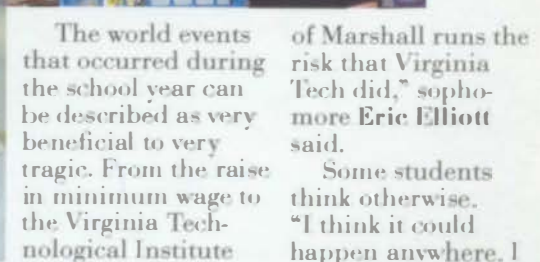 The world events
that occurred during
the school year can
be described as very
beneficial to very
tragic. From the raise
in minimum wage to
the Virginia Tech-
nological Institute
of Marshall runs the
risk that Virginia
Tech did," sopho-
more Eric Elliott
said.
Some students
think otherwise.
"I think it could
happen anywhere. I